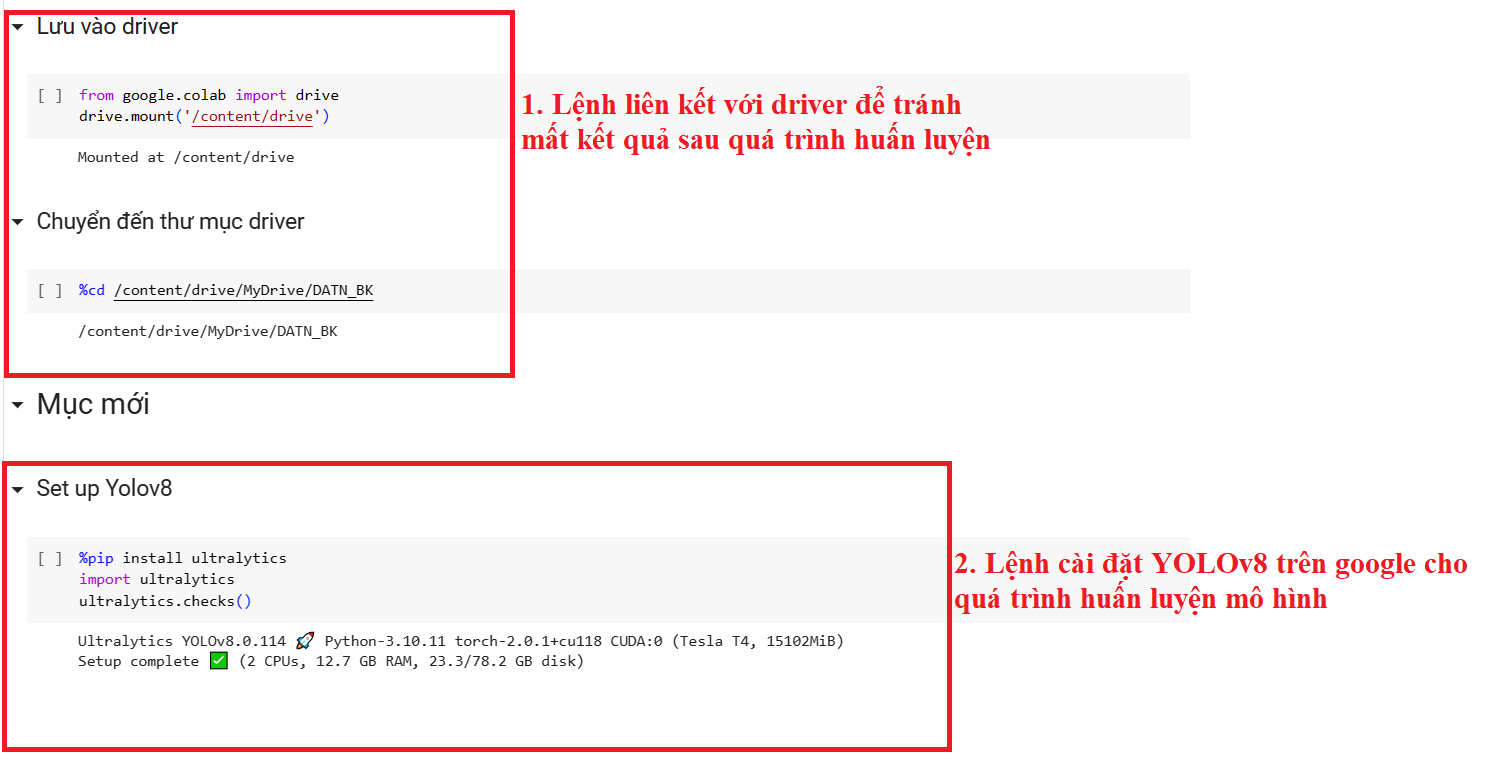 Lưu vào driver
[ ] from google.colab import drive
drive.mount('/content/drive')
Mounted at /content/drive
1. Lệnh liên kết với driver để tránh
mất kết quả sau quá trình huấn luyện
Chuyển đến thư mục driver
[ ] %cd /content/drive/MyDrive/DATN_BK
/content/drive/MyDrive/DATN_BK
Mục mới
Set up Yolov8
[ ] %pip install ultralytics
import ultralytics
ultralytics.checks()
Ultralytics YOLOv8.0.114 🚀 Python-3.10.11 torch-2.0.1+cu118 CUDA:0 (Tesla T4, 15102MiB)
Setup complete ✅ (2 CPUs, 12.7 GB RAM, 23.3/78.2 GB disk)
2. Lệnh cài đặt YOLOv8 trên google cho
quá trình huấn luyện mô hình